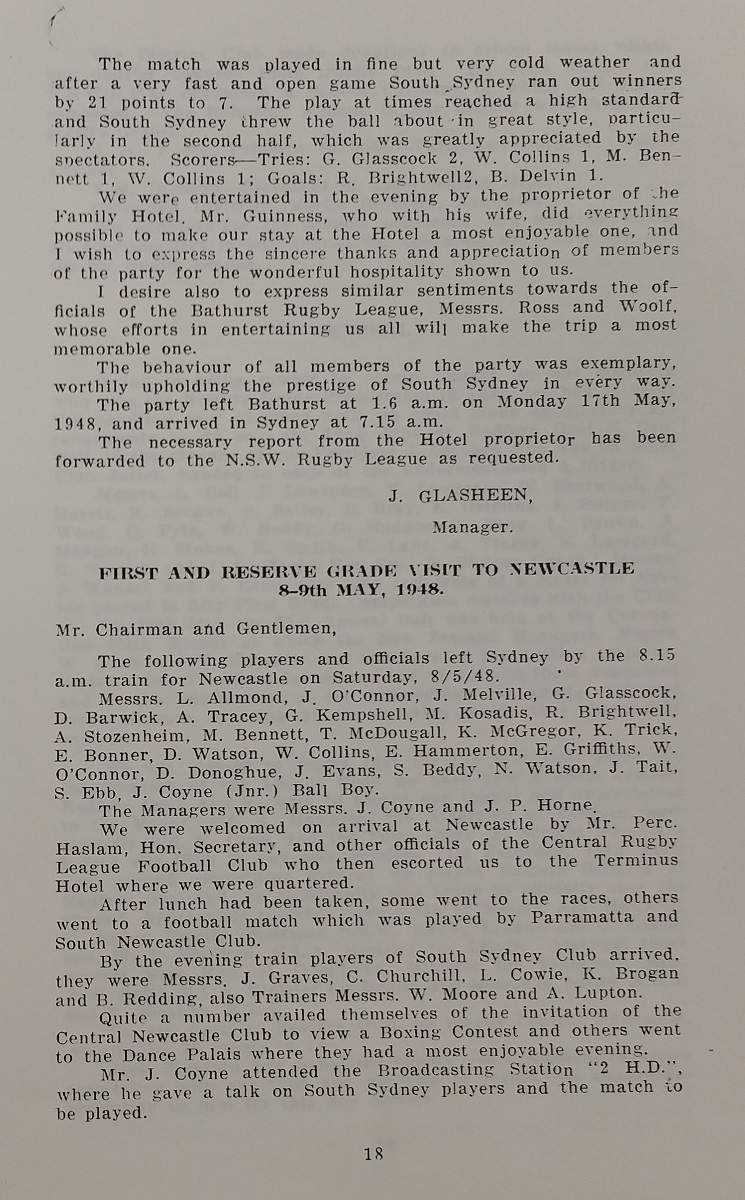 The match was played in fine but very cold weather and
after a very fast and open game South Sydney ran out winners
by 21 points to 7. The play at times reached a high standard
and South Sydney threw the ball about in great style, particu-
larly in the second half, which was greatly appreciated by the
spectators. Scorers—Tries: G. Glasscock 2, W. Collins 1, M. Ben-
nett 1, W. Collins 1; Goals: R. Brightwell2, B. Delvin 1.
We were entertained in the evening by the proprietor of the
Family Hotel, Mr. Guinness, who with his wife, did everything
possible to make our stay at the Hotel a most enjoyable one, and
I wish to express the sincere thanks and appreciation of members
of the party for the wonderful hospitality shown to us.
I desire also to express similar sentiments towards the of-
ficials of the Bathurst Rugby League, Messrs. Ross and Woolf,
whose efforts in entertaining us all will make the trip a most
memorable one.
The behaviour of all members of the party was exemplary,
worthily upholding the prestige of South Sydney in every way.
The party left Bathurst at 1.6 a.m. on Monday 17th May,
1948, and arrived in Sydney at 7.15 a.m.
The necessary report from the Hotel proprietor has been
forwarded to the N.S.W. Rugby League as requested.
J. GLASHEEN,
Manager.
FIRST AND RESERVE GRADE VISIT TO NEWCASTLE
8-9th MAY, 1948.
Mr. Chairman and Gentlemen,
The following players and officials left Sydney by the 8.15
a.m. train for Newcastle on Saturday, 8/5/48.
Messrs. L. Allmond, J. O'Connor, J. Melville, G. Glasscock,
D. Barwick, A. Tracey, G. Kempshell, M. Kosadis, R. Brightwell,
A. Stozenheim, M. Bennett, T. McDougall, K. McGregor, K. Trick,
E. Bonner, D. Watson, W. Collins, E. Hammerton, E. Griffiths, W.
O'Connor, D. Donoghue, J. Evans, S. Beddy, N. Watson, J. Tait,
S. Ebb, J. Coyne (Jnr.) Ball Boy.
The Managers were Messrs. J. Coyne and J. P. Horne.
We were welcomed on arrival at Newcastle by Mr. Perc.
Haslam, Hon. Secretary, and other officials of the Central Rugby
League Football Club who then escorted us to the Terminus
Hotel where we were quartered.
After lunch had been taken, some went to the races, others
went to a football match which was played by Parramatta and
South Newcastle Club.
By the evening train players of South Sydney Club arrived,
they were Messrs. J. Graves, C. Churchill, L. Cowie, K. Brogan
and B. Redding, also Trainers Messrs. W. Moore and A. Lupton.
Quite a number availed themselves of the invitation of the
Central Newcastle Club to view a Boxing Contest and others went
to the Dance Palais where they had a most enjoyable evening.
Mr. J. Coyne attended the Broadcasting Station "2 H.D.",
where he gave a talk on South Sydney players and the match to
be played.
18